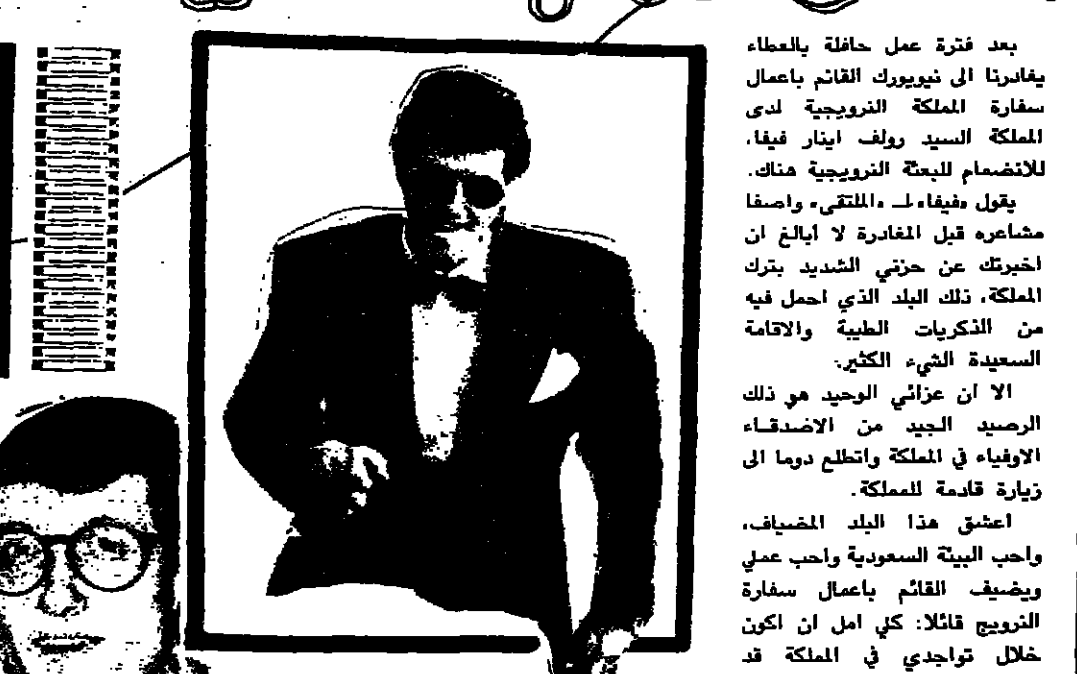 بعد فترة عمل حافلة بالعطاء
يغادرنا الى نيويورك القائم باعمال
سفارة المملكة النرويجية لدى
المملكة السيد رولف اينار فيفا،
للانضمام للبعثة النرويجية هناك.
يقول «فيفا» لـ «الملتقى» واصفا
مشاعره قبل المغادرة لا أبالغ ان
اخبرتك عن حزني الشديد بترك
المملكة، ذلك البلد الذي احمل فيه
من الذكريات الطيبة والاقامة
السعيدة الشيء الكثير.
الا ان عزائي الوحيد هو ذلك
الرصيد الجيد من الاصدقاء
الاوفياء في المملكة واتطلع دوما الى
زيارة قادمة للمملكة.
اعشق هذا البلد المضياف،
واحب البيئة السعودية واحب عملي
ويضيف القائم باعمال سفارة
النرويج قائلا: كلي امل ان اكون
خلال تواجدي في المملكة قد